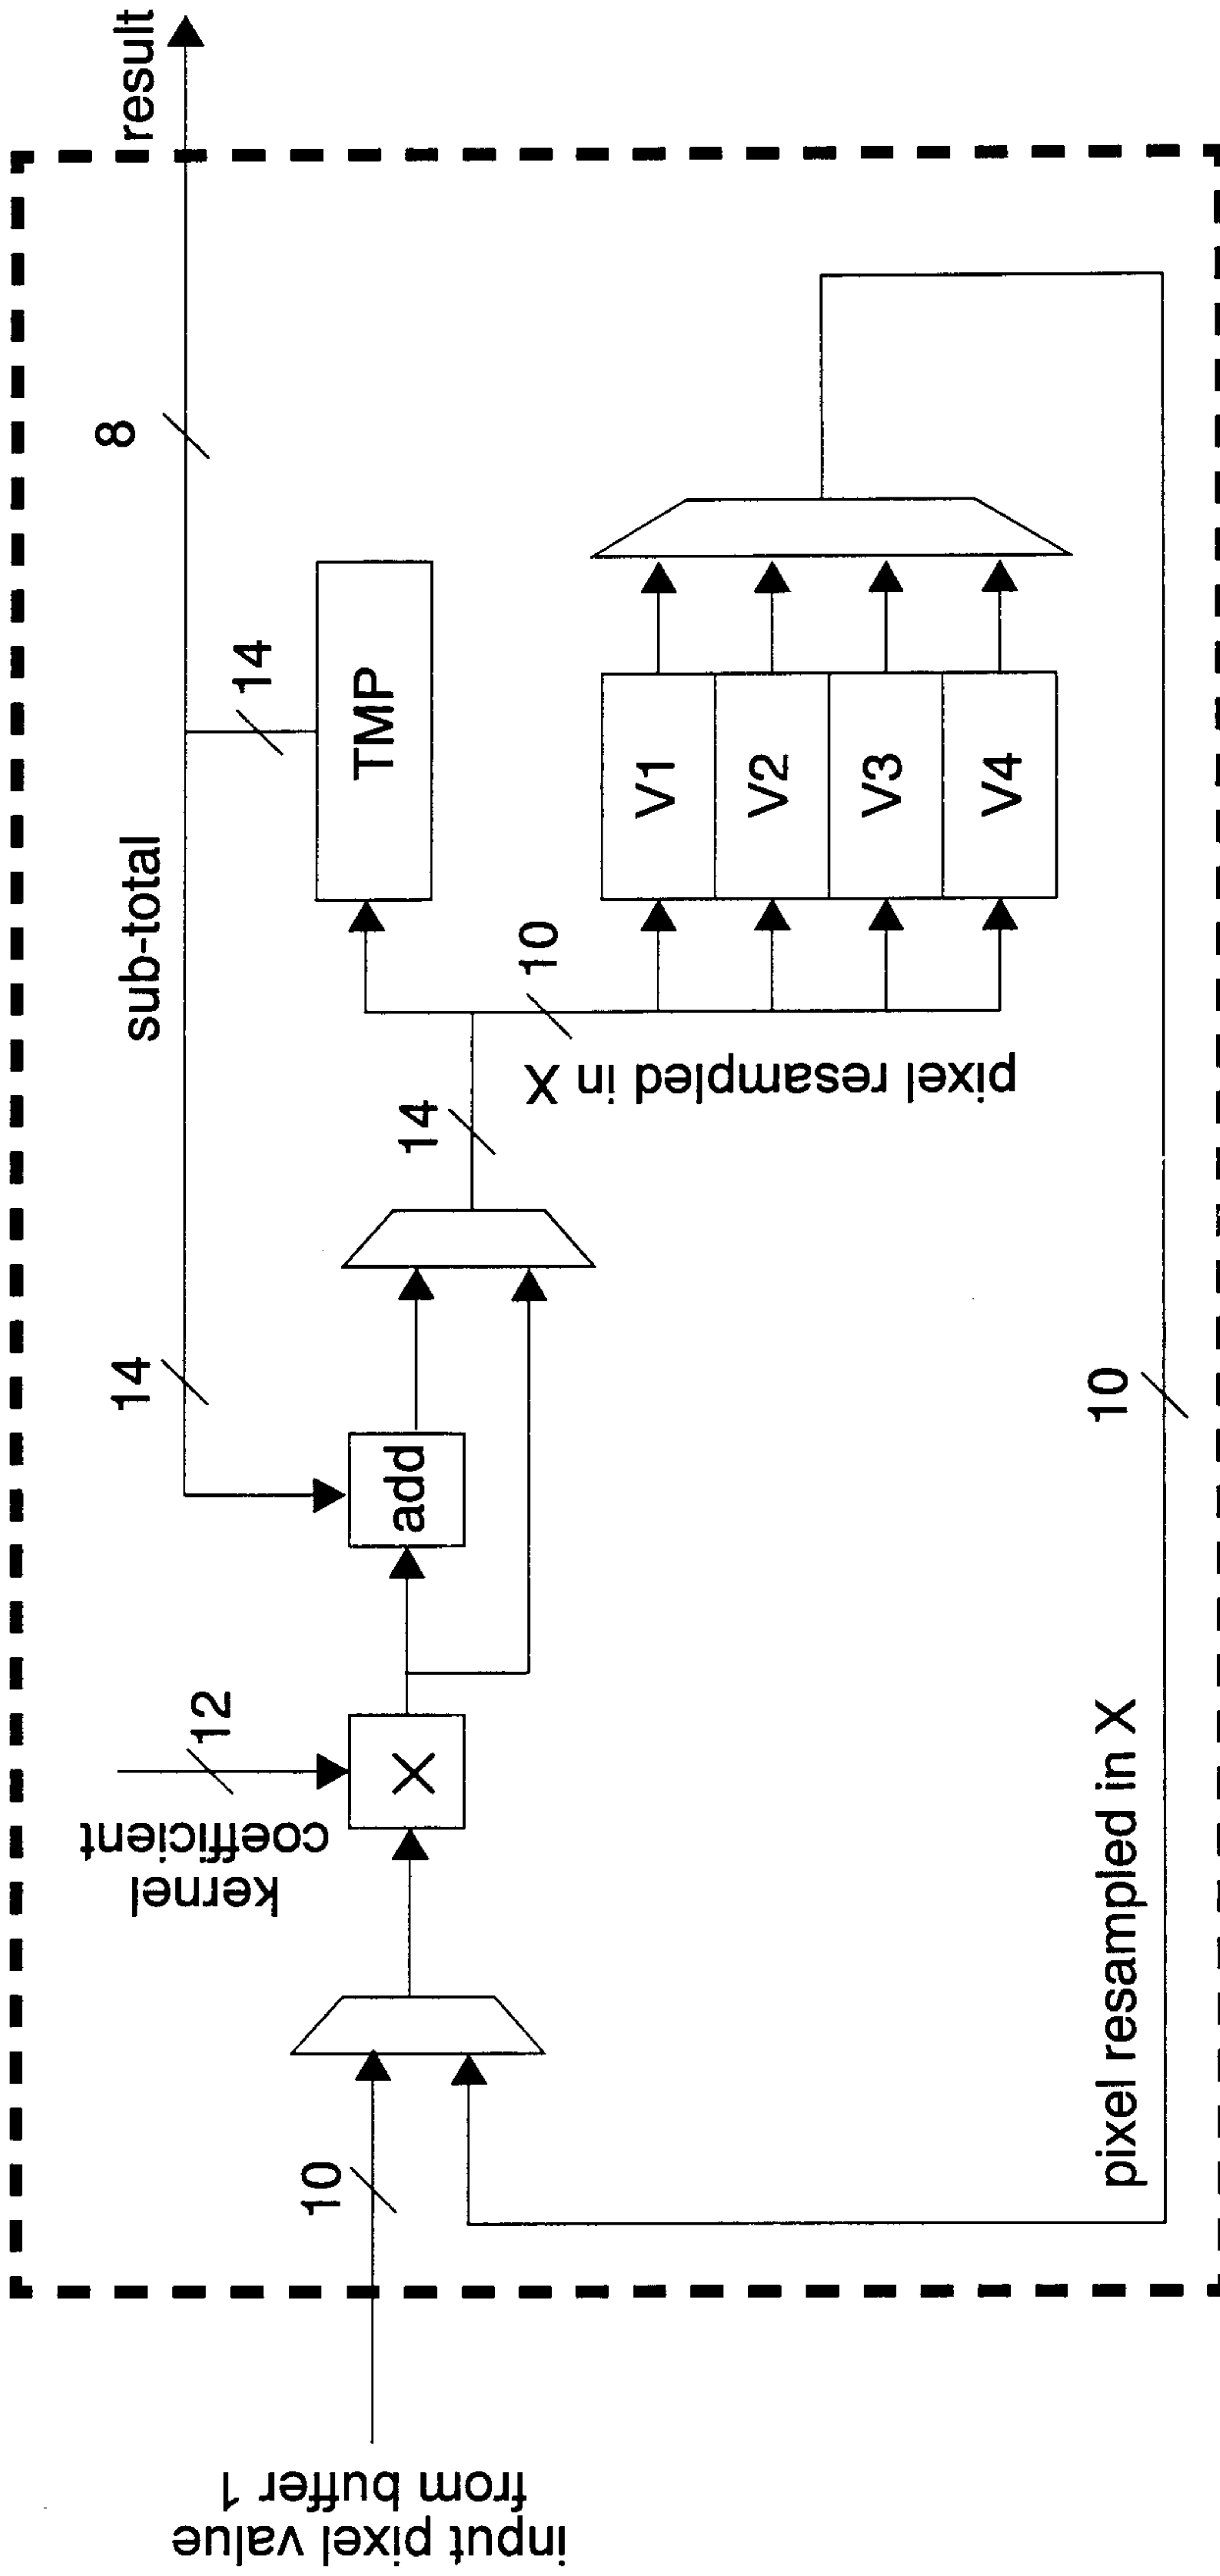 input pixel value
from buffer 1
10
kernel
coefficient
12
X
add
14
sub-total
14
TMP
14
8
result
10
pixel resampled in X
V1
V2
V3
V4
10
pixel resampled in X